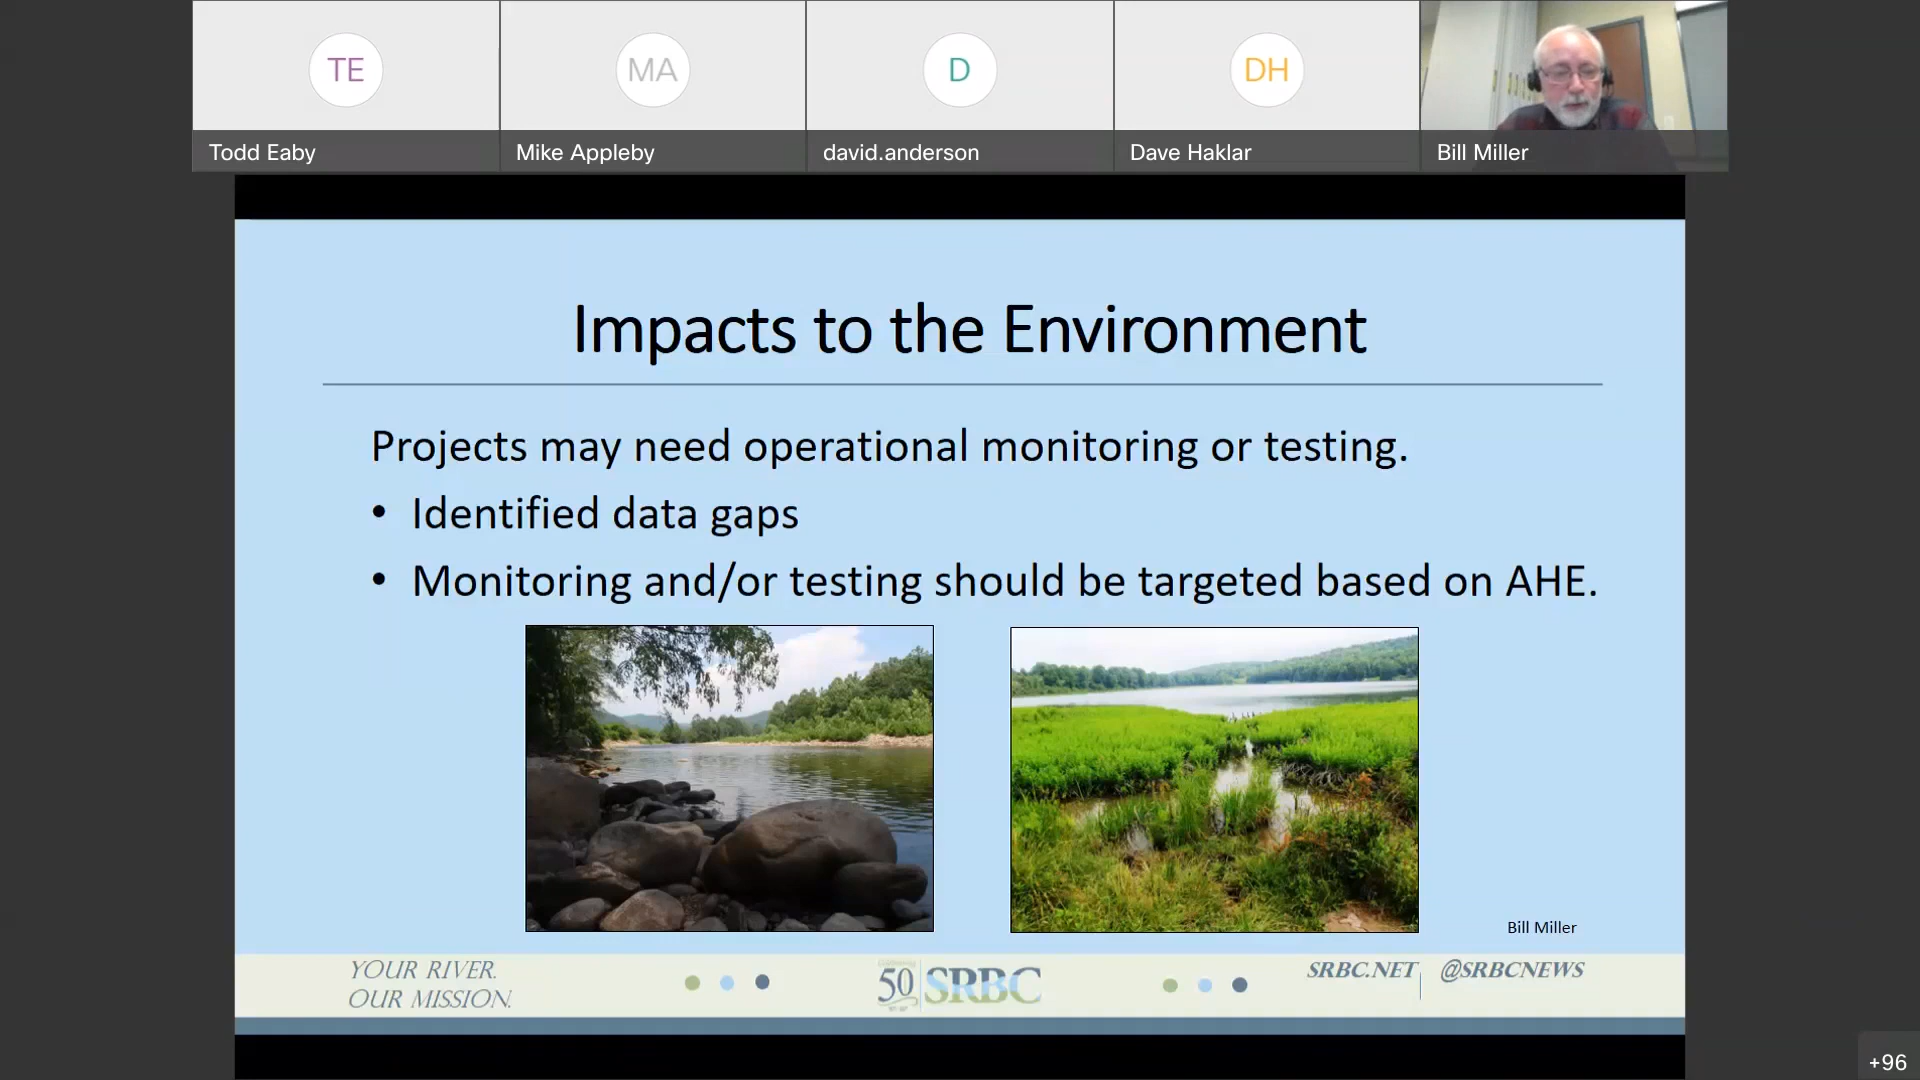 TE
MA
D
DH
Todd Eaby
Mike Appleby
david.anderson
Dave Haklar
Bill Miller
Impacts to the Environment
Projects may need operational monitoring or testing.
• Identified data gaps
• Monitoring and/or testing should be targeted based on AHE.
Bill Miller
YOUR RIVER.
OUR MISSION.
50 SRBC
SRBC.NET | @SRBCNEWS
+96